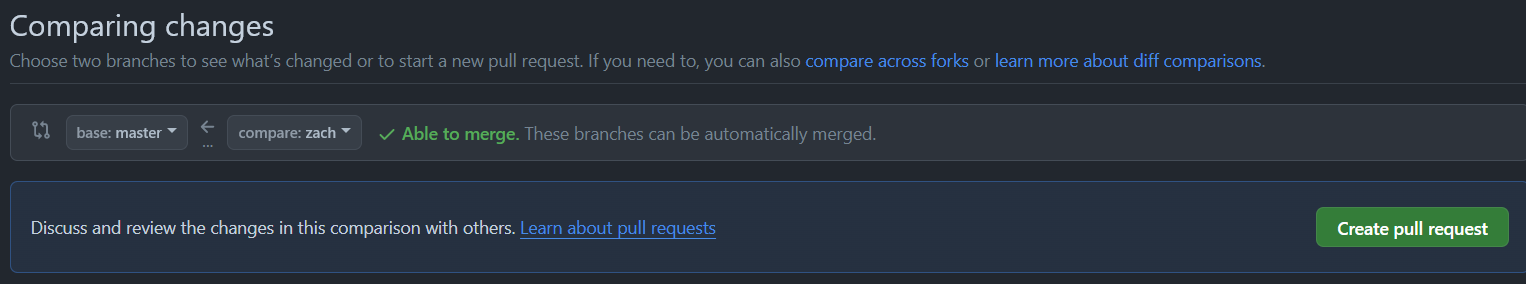 Comparing changes
Choose two branches to see what’s changed or to start a new pull request. If you need to, you can also compare across forks or learn more about diff comparisons.
base: master ← compare: zach ✓ Able to merge. These branches can be automatically merged.
...
Discuss and review the changes in this comparison with others. Learn about pull requests
Create pull request